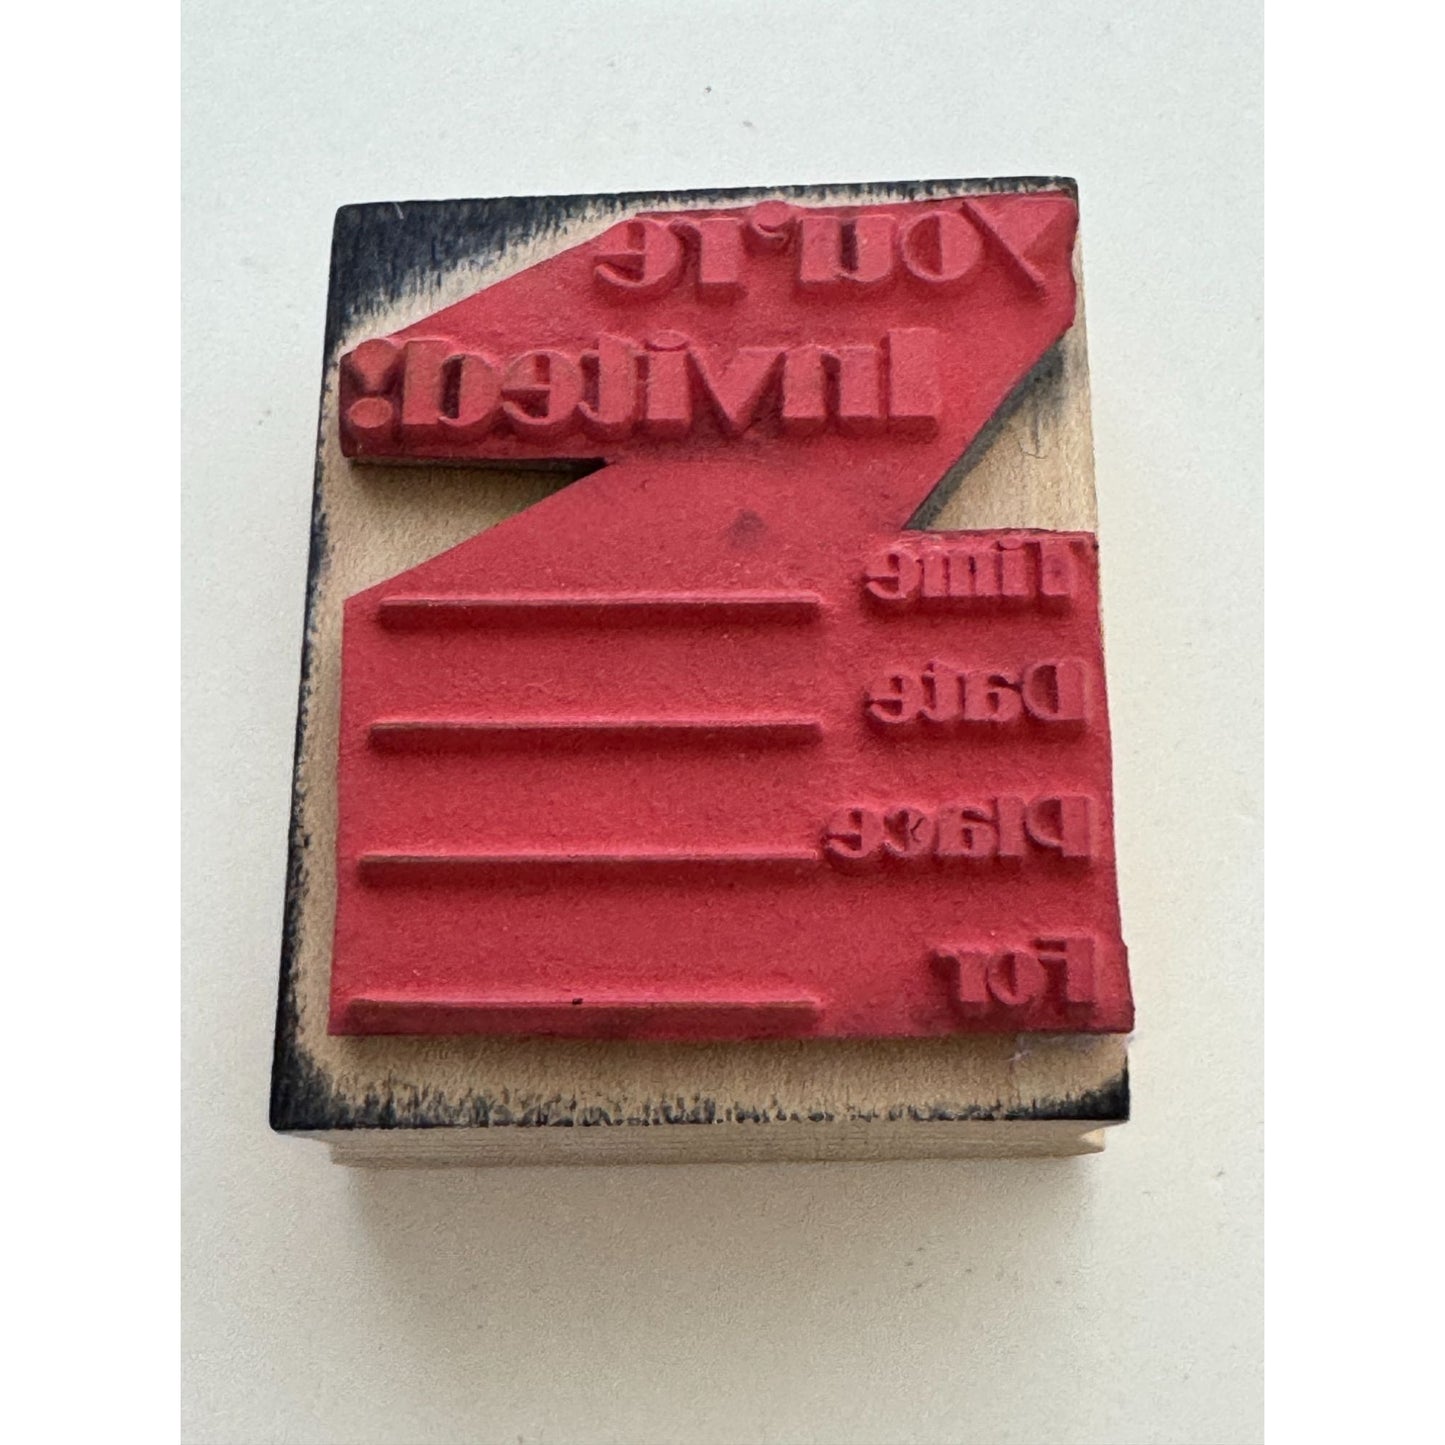 You're
Invited!
Time
Date
Place
For